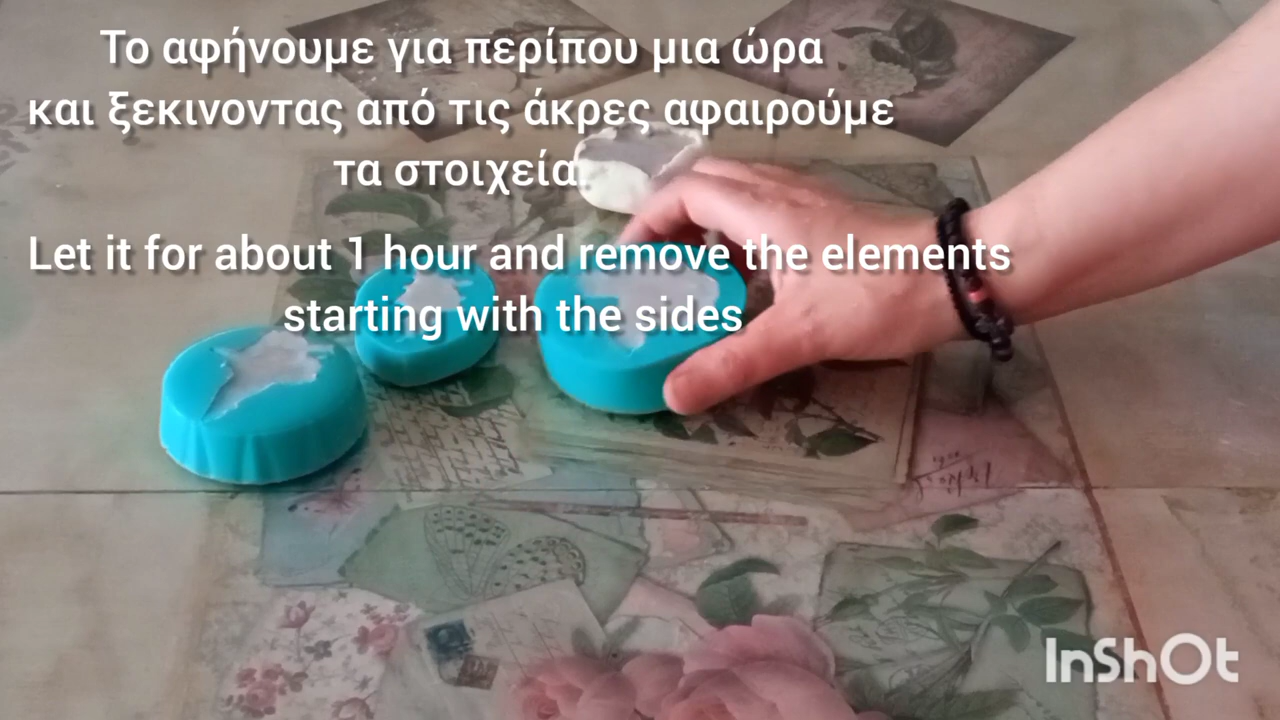 Το αφήνουμε για περίπου μια ώρα
και ξεκινοντας από τις άκρες αφαιρούμε
τα στοιχεία.
Let it for about 1 hour and remove the elements
starting with the sides
InShOt